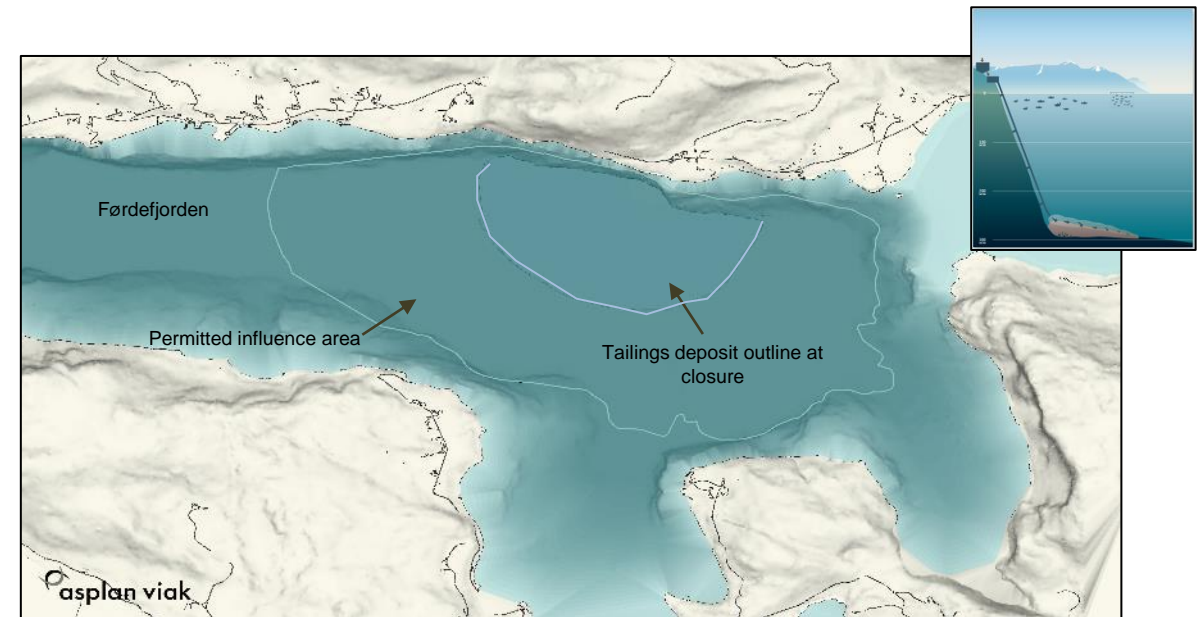 Førdefjorden
Permitted influence area
Tailings deposit outline at
closure
asplan viak